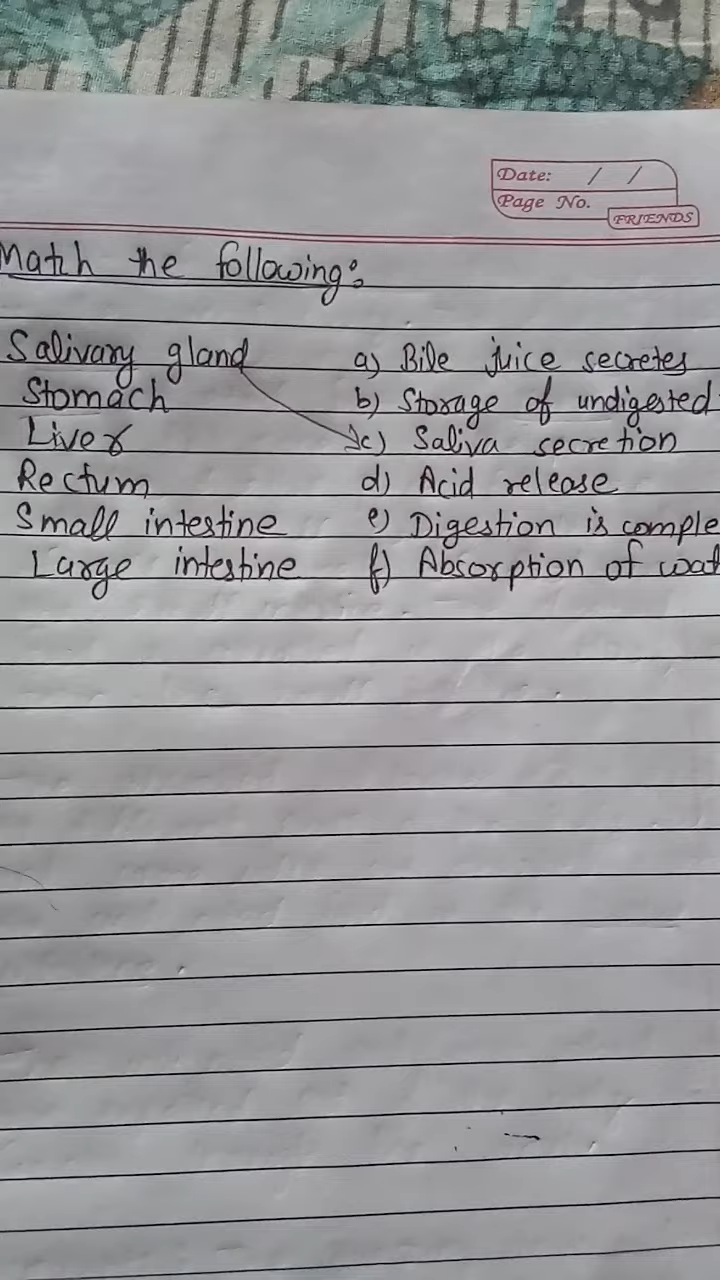 Date: / /
Page No.
FRIENDS
Match the following:
Salivary gland a) Bile juice secretes
Stomach b) Storage of undigested
Liver c) Saliva secretion
Rectum d) Acid release
Small intestine e) Digestion is comple
Large intestine f) Absorption of wat